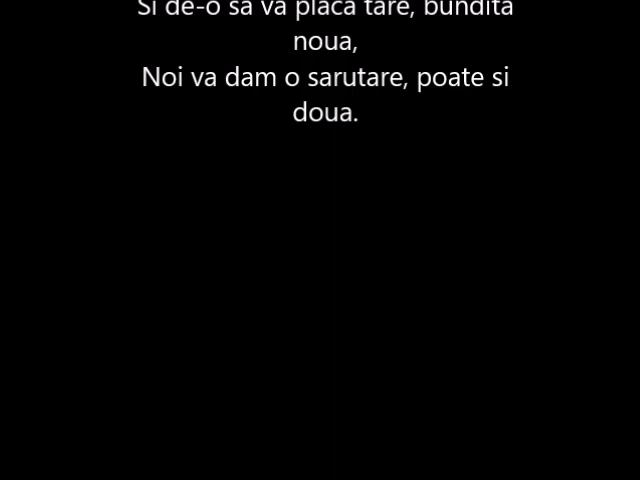 Si de-o sa va placa tare, bundita
noua,
Noi va dam o sarutare, poate si
doua.